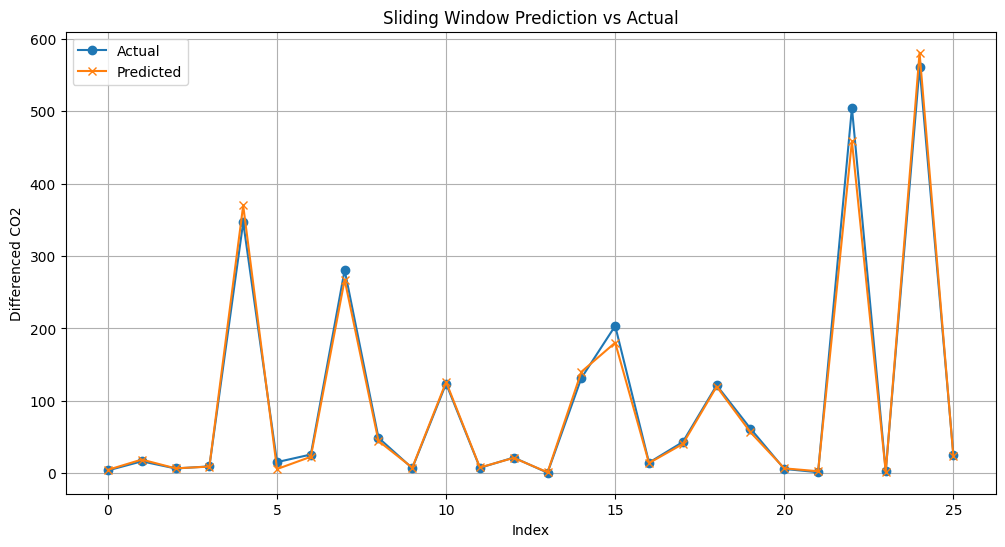 Sliding Window Prediction vs Actual
Actual
Predicted
600
500
400
300
200
100
0
Differenced CO2
0 5 10 15 20 25
Index